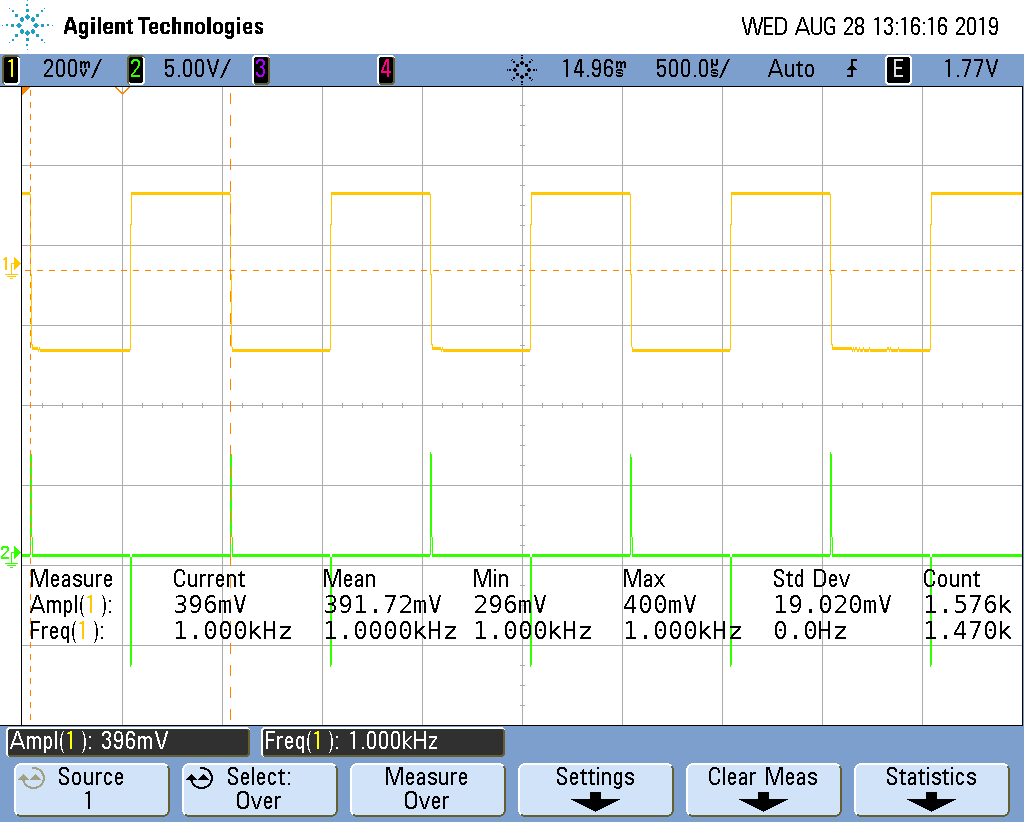 Agilent Technologies WED AUG 28 13:16:16 2019
1 200m/ 2 5.00V/ 3 4 14.96ms 500.0us/ Auto E 1.77V
1
2
Measure Current Mean Min Max Std Dev Count
Ampl(1): 396mV 391.72mV 296mV 400mV 19.020mV 1.576k
Freq(1): 1.000kHz 1.0000kHz 1.000kHz 1.000kHz 0.0Hz 1.470k
Ampl(1): 396mV Freq(1): 1.000kHz
Source Select: Measure Settings Clear Meas Statistics
1 Over Over